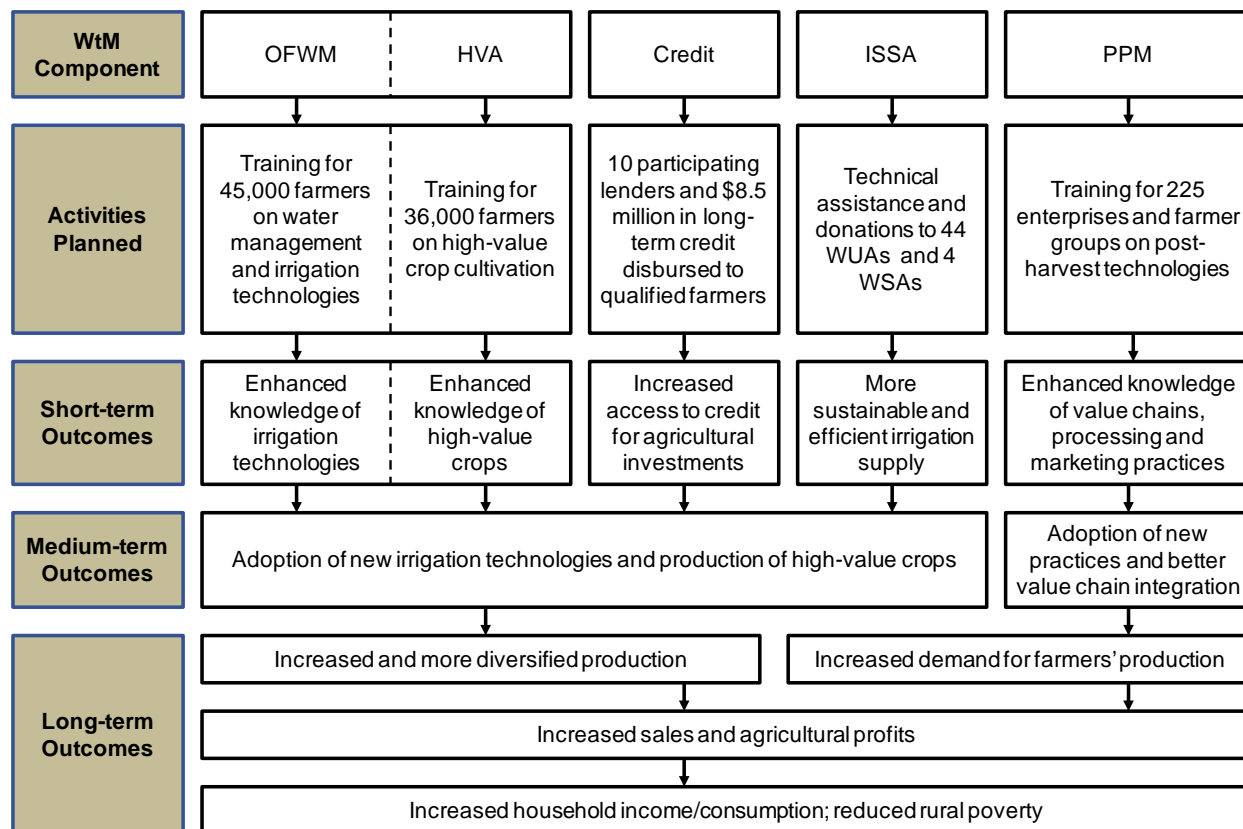 WtM
Component
OFWM
HVA
Credit
ISSA
PPM
Activities
Planned
Training for
45,000 farmers
on water
management
and irrigation
technologies
Training for
36,000 farmers
on high-value
crop cultivation
10 participating
lenders and $8.5
million in long-
term credit
disbursed to
qualified farmers
Technical
assistance and
donations to 44
WUAs and 4
WSAs
Training for 225
enterprises and farmer
groups on post-
harvest technologies
Short-term
Outcomes
Enhanced
knowledge of
irrigation
technologies
Enhanced
knowledge of
high-value
crops
Increased
access to credit
for agricultural
investments
More
sustainable and
efficient irrigation
supply
Enhanced knowledge
of value chains,
processing and
marketing practices
Medium-term
Outcomes
Adoption of new irrigation technologies and production of high-value crops
Adoption of new
practices and better
value chain integration
Long-term
Outcomes
Increased and more diversified production
Increased demand for farmers' production
Increased sales and agricultural profits
Increased household income/consumption; reduced rural poverty